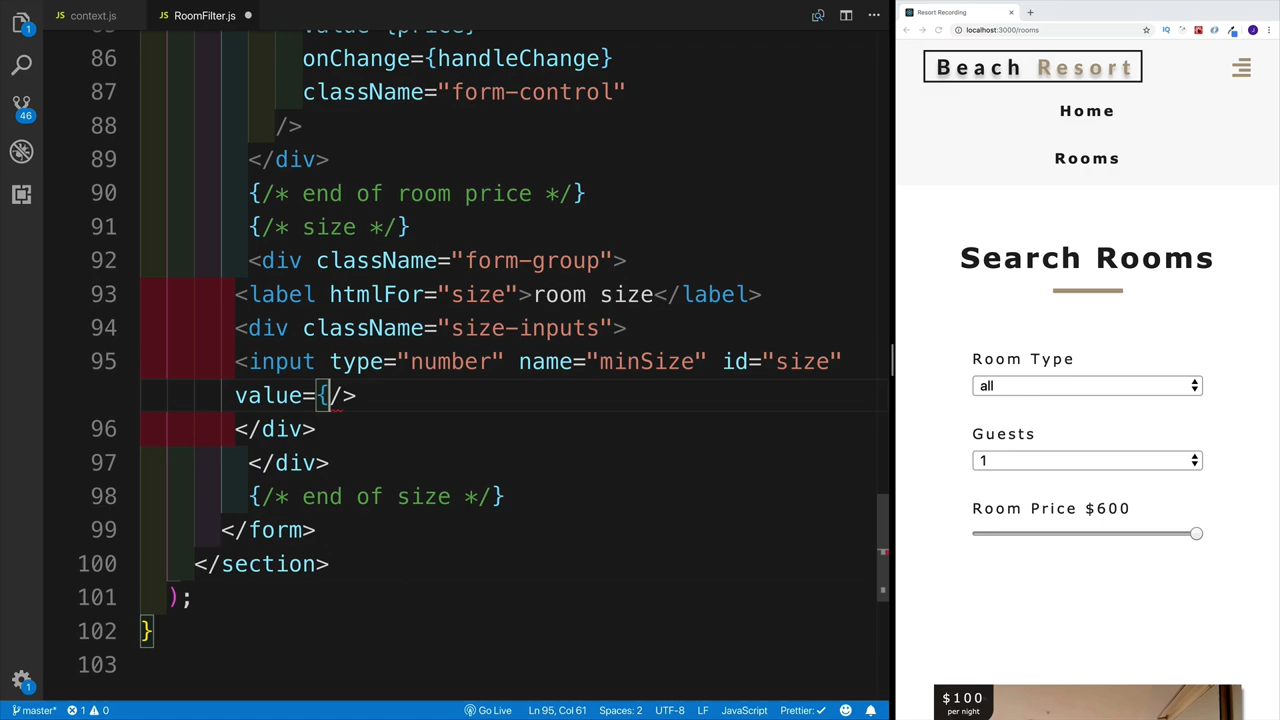 context.js
RoomFilter.js
86 onChange={handleChange}
87 className="form-control"
88 />
89 </div>
90 {/* end of room price */}
91 {/* size */}
92 <div className="form-group">
93 <label htmlFor="size">room size</label>
94 <div className="size-inputs">
95 <input type="number" name="minSize" id="size"
value={/>
96 </div>
97 </div>
98 {/* end of size */}
99 </form>
100 </section>
101 );
102 }
103
1
46
1
master*
1 0
Go Live
Ln 95, Col 61
Spaces: 2
UTF-8
LF
JavaScript
Prettier: ✓
Resort Recording
localhost:3000/rooms
IQ
J
Beach Resort
Home
Rooms
Search Rooms
Room Type
all
Guests
1
Room Price $600
$100
per night